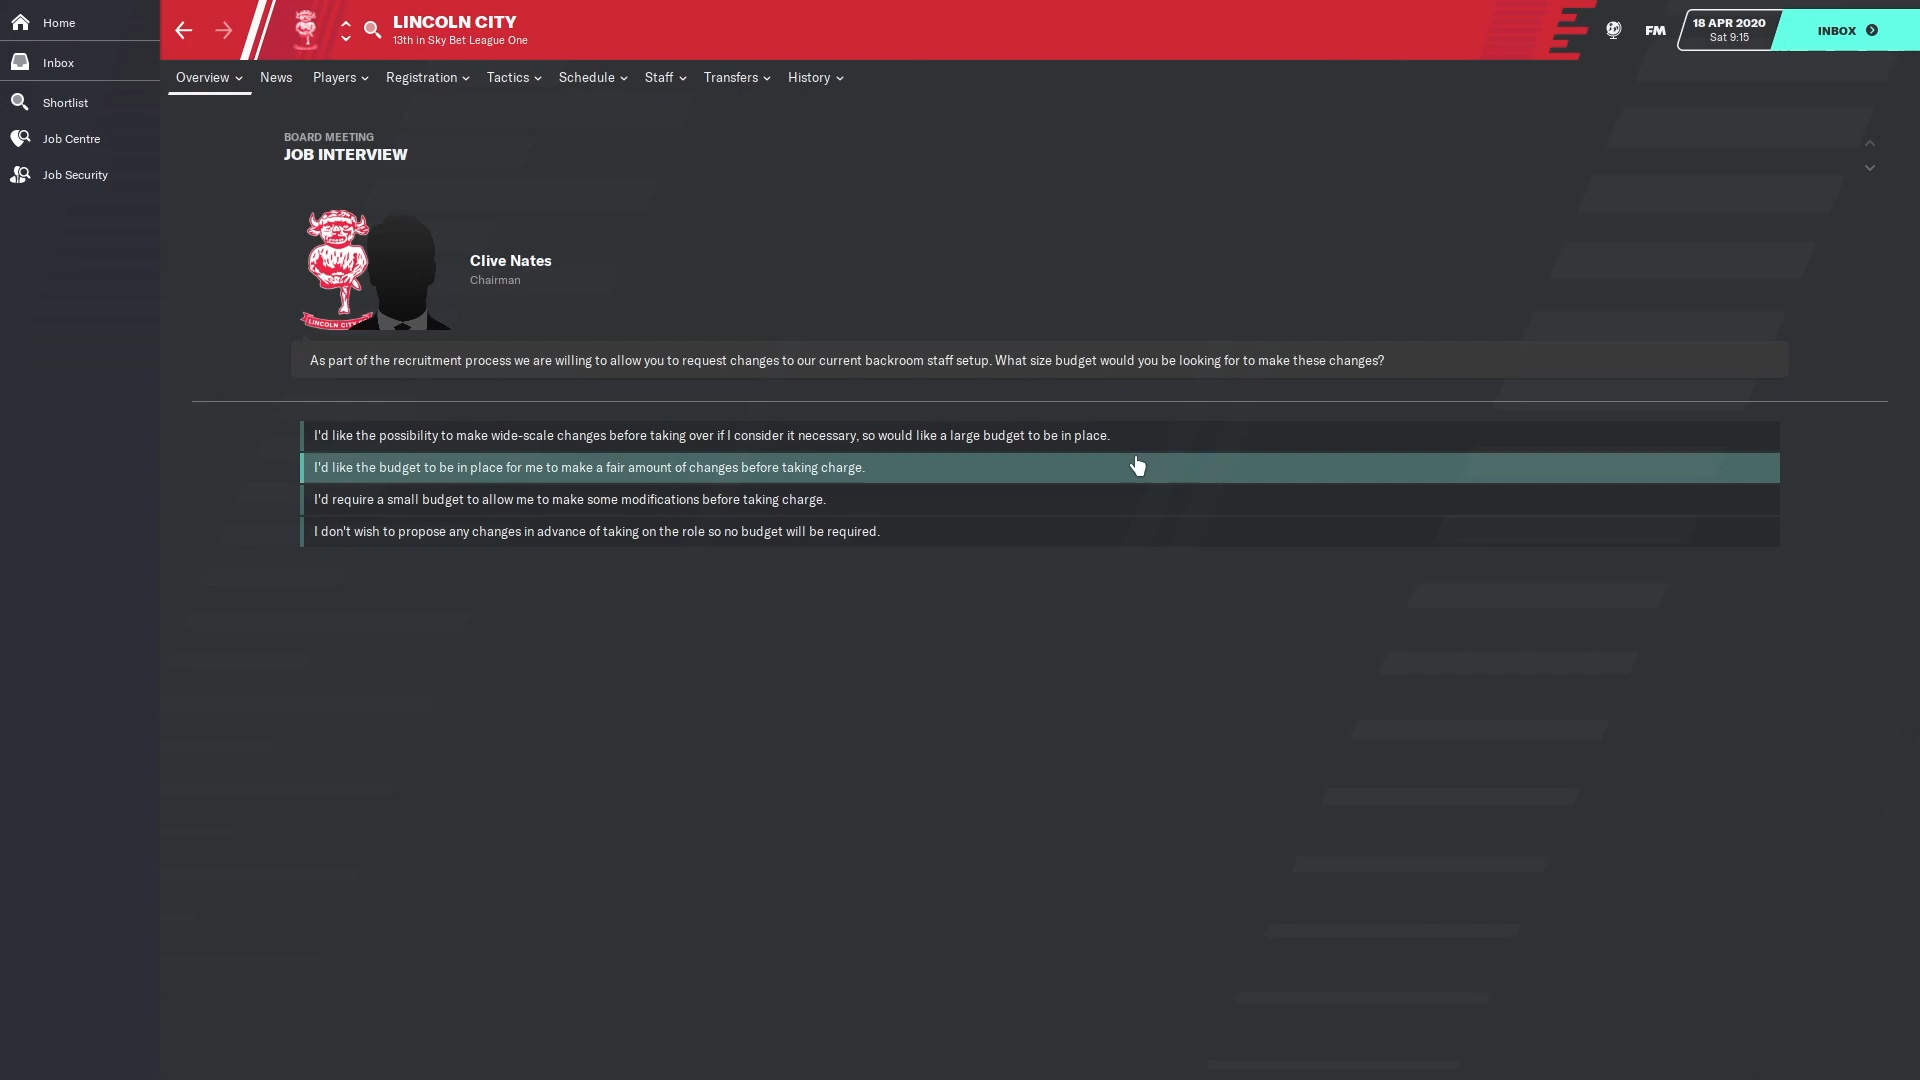 Home
Inbox
Shortlist
Job Centre
Job Security
LINCOLN CITY
13th in Sky Bet League One
FM
18 APR 2020
Sat 9:15
INBOX
Overview
News
Players
Registration
Tactics
Schedule
Staff
Transfers
History
BOARD MEETING
JOB INTERVIEW
LINCOLN CITY
Clive Nates
Chairman
As part of the recruitment process we are willing to allow you to request changes to our current backroom staff setup. What size budget would you be looking for to make these changes?
I'd like the possibility to make wide-scale changes before taking over if I consider it necessary, so would like a large budget to be in place.
I'd like the budget to be in place for me to make a fair amount of changes before taking charge.
I'd require a small budget to allow me to make some modifications before taking charge.
I don't wish to propose any changes in advance of taking on the role so no budget will be required.